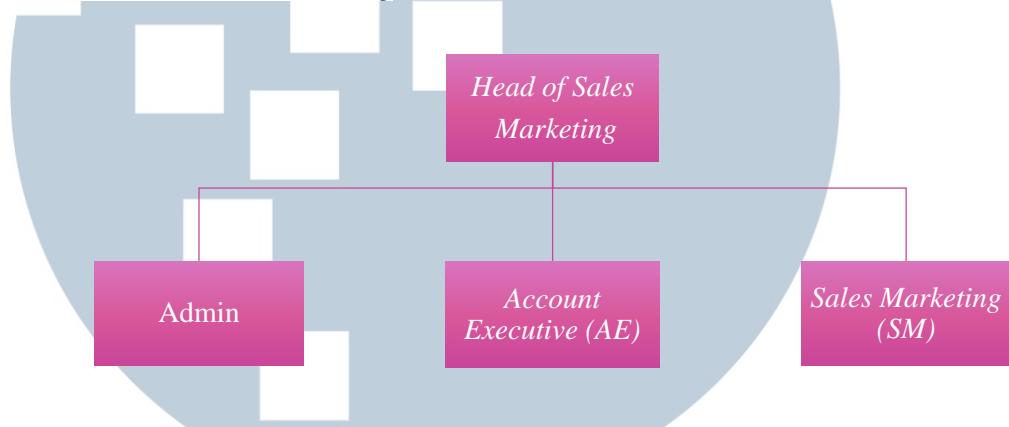 Head of Sales
Marketing
Admin
Account
Executive (AE)
Sales Marketing
(SM)